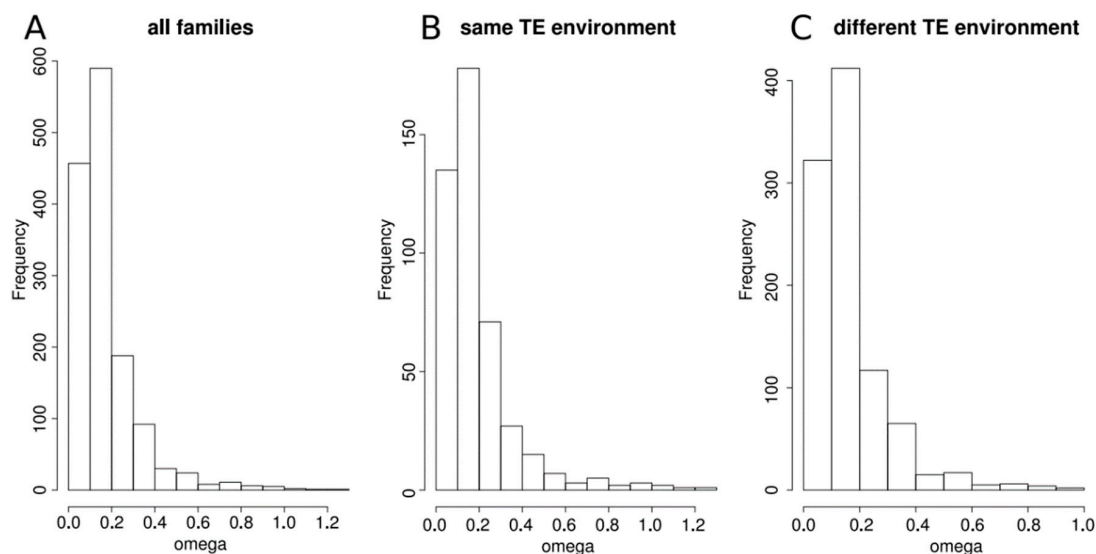 A all families
Frequency
600
500
400
300
200
100
0
0.0 0.2 0.4 0.6 0.8 1.0 1.2
omega
B same TE environment
Frequency
150
100
50
0
0.0 0.2 0.4 0.6 0.8 1.0 1.2
omega
C different TE environment
Frequency
400
300
200
100
0
0.0 0.2 0.4 0.6 0.8 1.0
omega